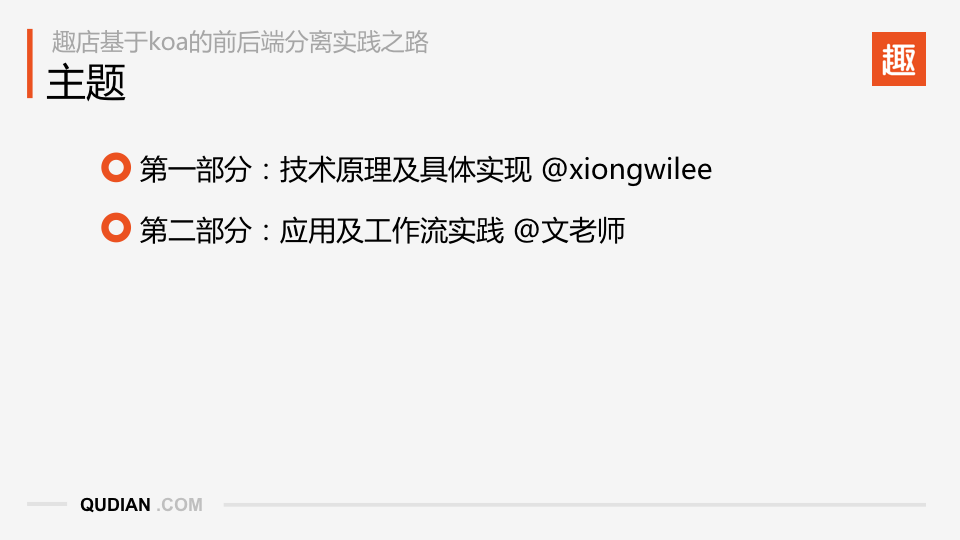 趣店基于koa的前后端分离实践之路
主题
趣
第一部分：技术原理及具体实现 @xiongwilee
第二部分：应用及工作流实践 @文老师
QUDIAN .COM